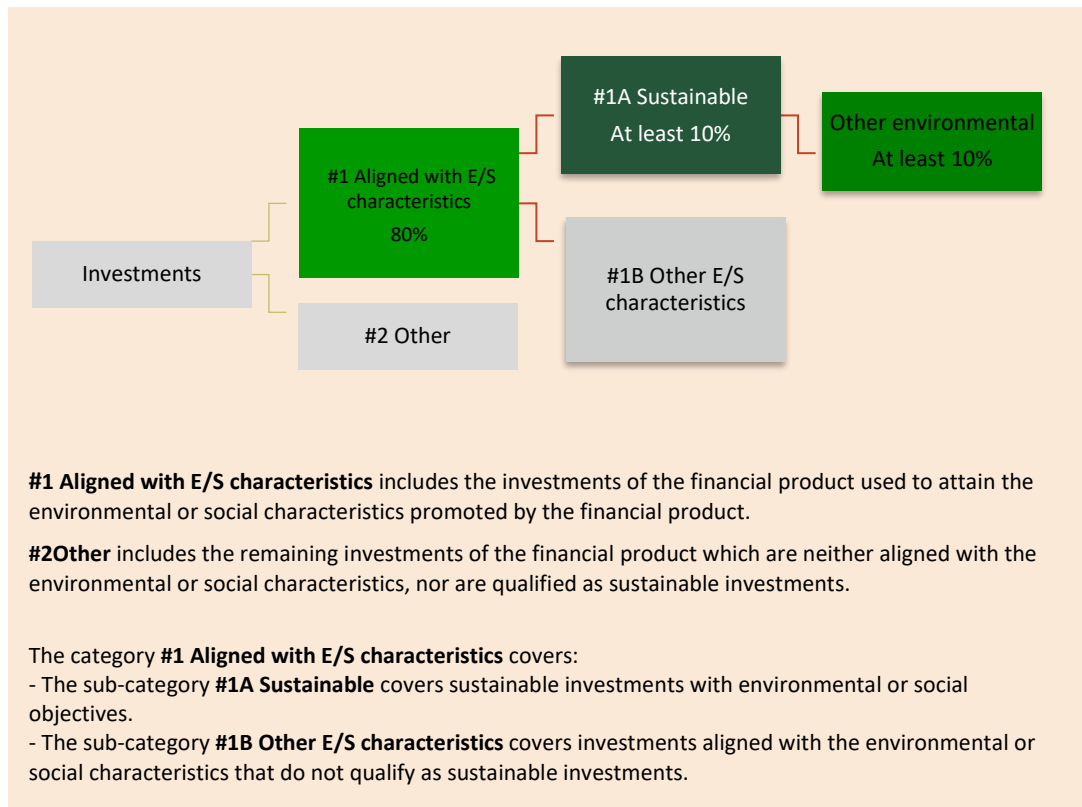 #1A Sustainable
At least 10%
Other environmental
At least 10%
#1 Aligned with E/S
characteristics
80%
Investments
#1B Other E/S
characteristics
#2 Other
#1 Aligned with E/S characteristics includes the investments of the financial product used to attain the
environmental or social characteristics promoted by the financial product.
#2Other includes the remaining investments of the financial product which are neither aligned with the
environmental or social characteristics, nor are qualified as sustainable investments.
The category #1 Aligned with E/S characteristics covers:
- The sub-category #1A Sustainable covers sustainable investments with environmental or social
objectives.
- The sub-category #1B Other E/S characteristics covers investments aligned with the environmental or
social characteristics that do not qualify as sustainable investments.